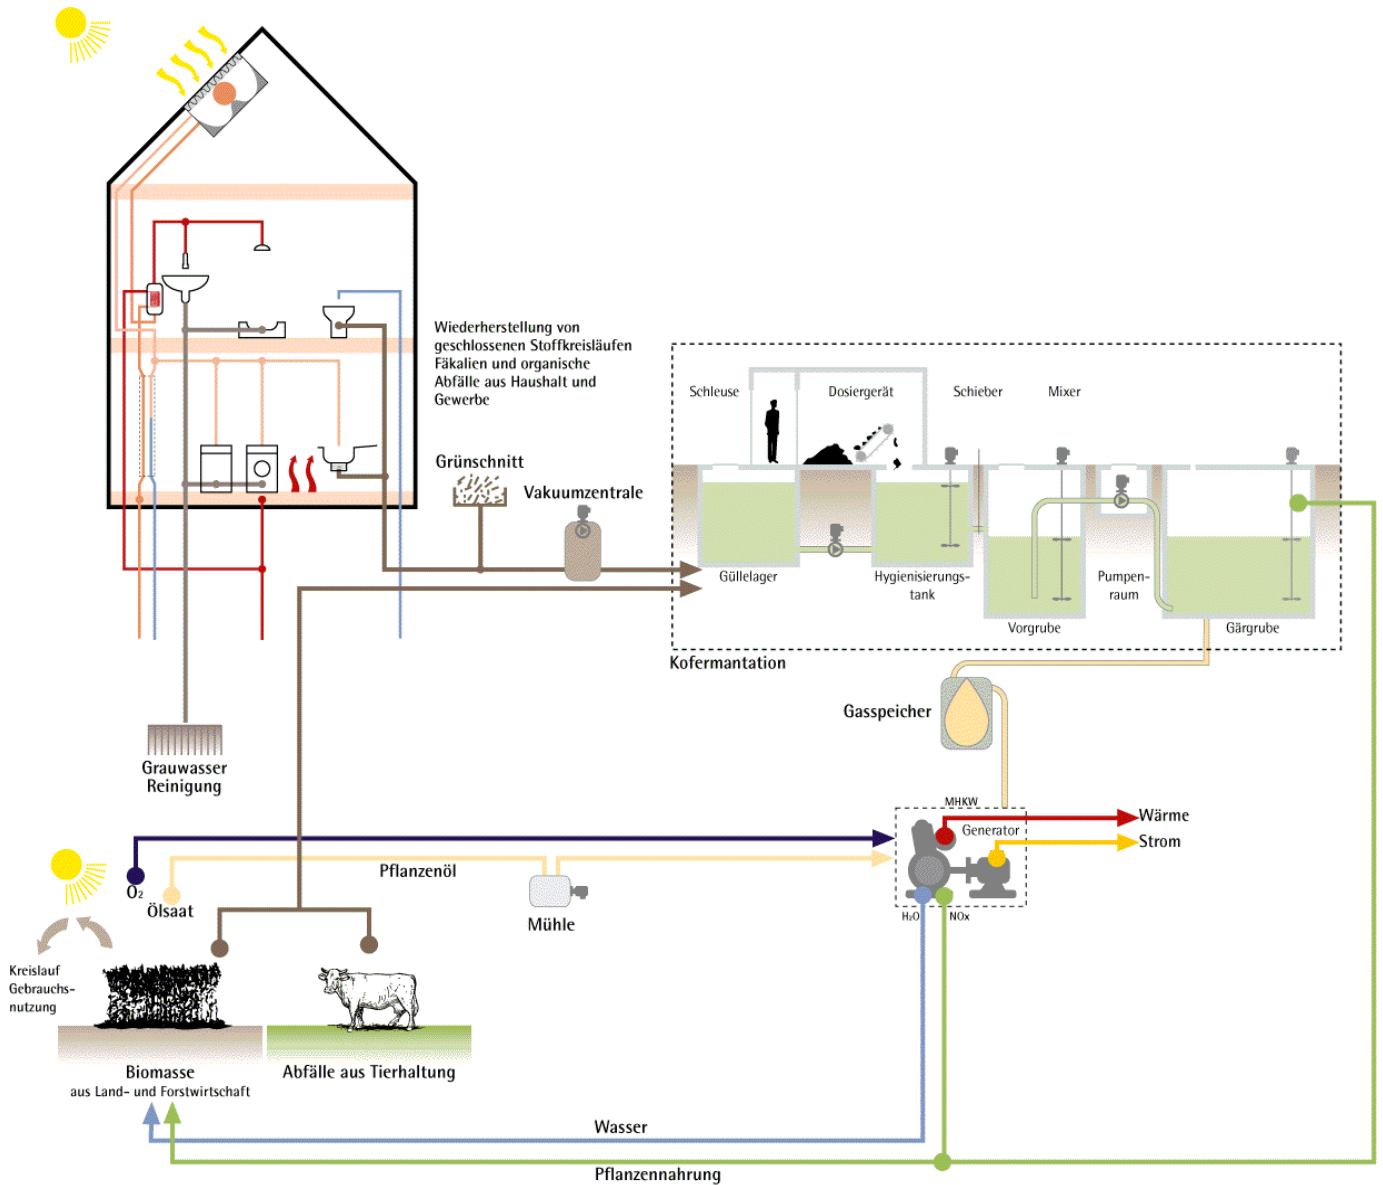 Wiederherstellung von
geschlossenen Stoffkreisläufen
Fäkalien und organische
Abfälle aus Haushalt und
Gewerbe
Schleuse
Dosiergerät
Schieber
Mixer
Grünschnitt
Vakuumzentrale
Güllelager
Hygienisierungs-
tank
Pumpen-
raum
Vorgrube
Gärgrube
Kofermantation
Gasspeicher
Grauwasser
Reinigung
MHKW
Generator
Wärme
Strom
O₂
Ölsaat
Pflanzenöl
Mühle
H₂O
NOx
Kreislauf
Gebrauchs-
nutzung
Biomasse
aus Land- und Forstwirtschaft
Abfälle aus Tierhaltung
Wasser
Pflanzennahrung